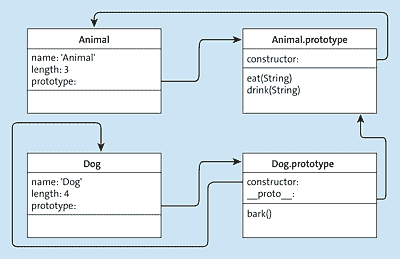 Animal
name: 'Animal'
length: 3
prototype:
Animal.prototype
constructor:
eat(String)
drink(String)
Dog
name: 'Dog'
length: 4
prototype:
Dog.prototype
constructor:
__proto__:
bark()